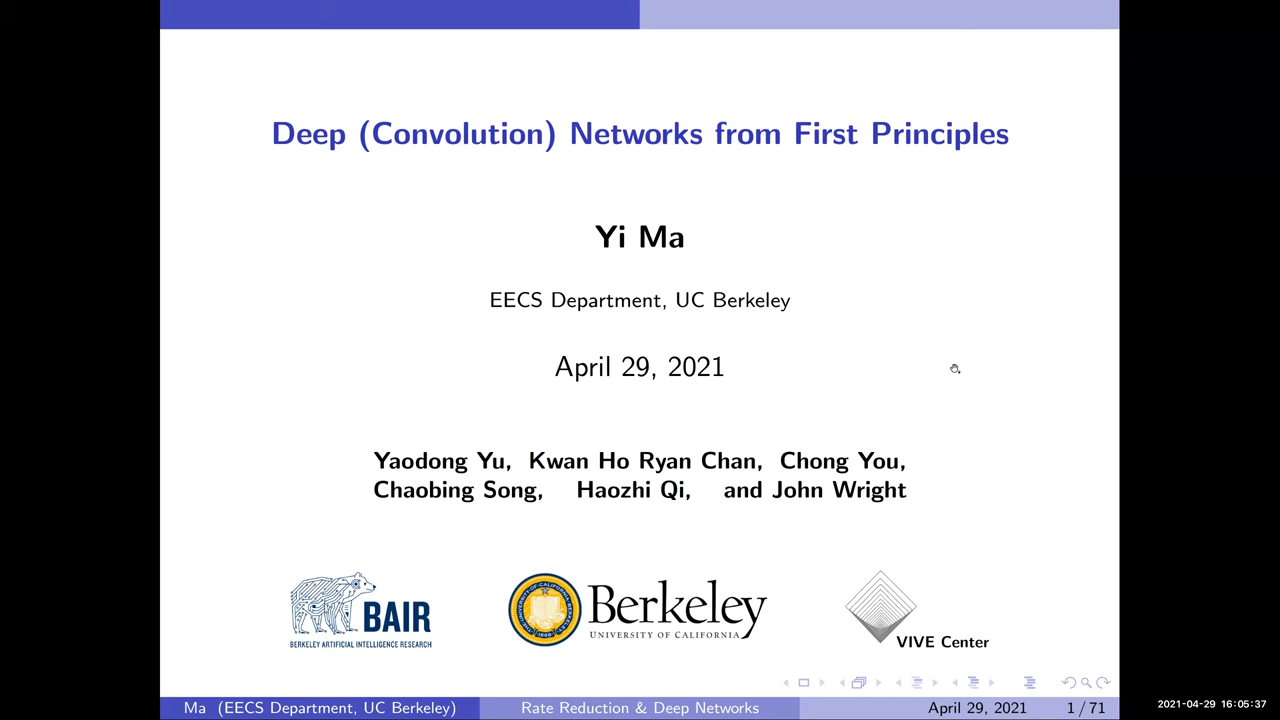 Deep (Convolution) Networks from First Principles
Yi Ma
EECS Department, UC Berkeley
April 29, 2021
Yaodong Yu, Kwan Ho Ryan Chan, Chong You,
Chaobing Song, Haozhi Qi, and John Wright
BAIR
BERKELEY ARTIFICIAL INTELLIGENCE RESEARCH
Berkeley
UNIVERSITY OF CALIFORNIA
VIVE Center
Ma (EECS Department, UC Berkeley)
Rate Reduction & Deep Networks
April 29, 2021
1 / 71
2021-04-29 16:05:37